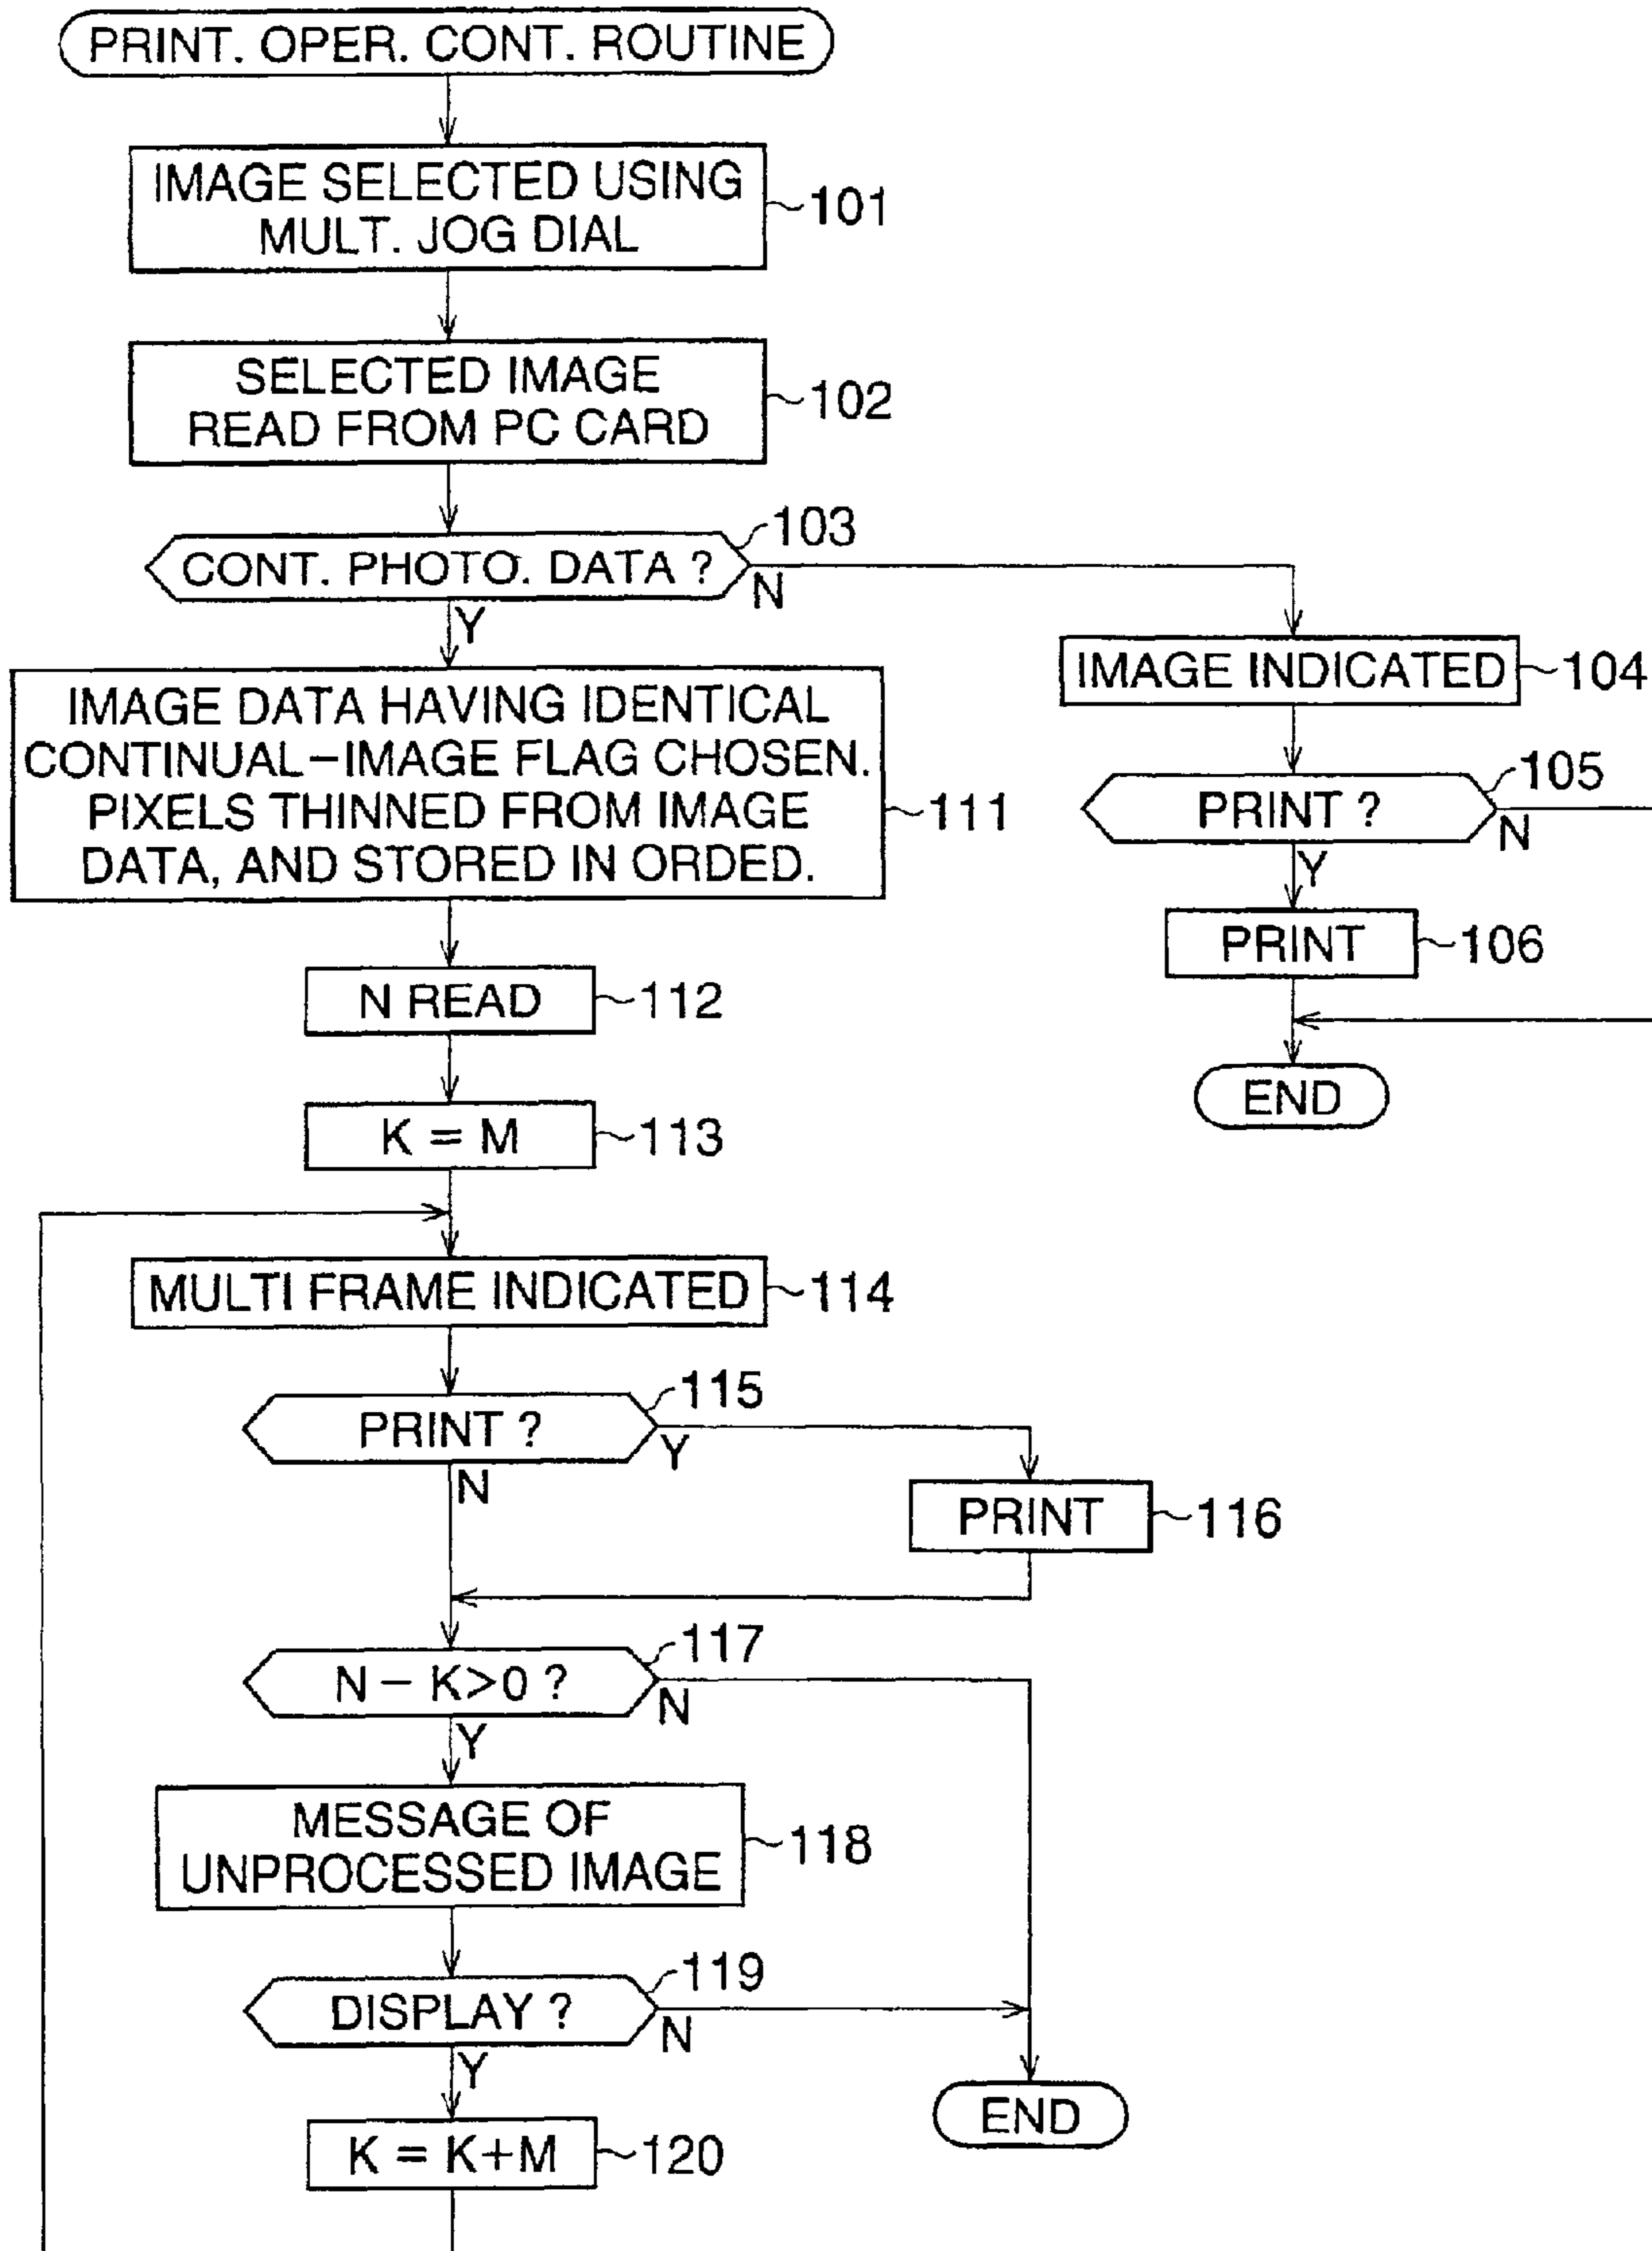 PRINT. OPER. CONT. ROUTINE
IMAGE SELECTED USING
MULT. JOG DIAL
101
SELECTED IMAGE
READ FROM PC CARD
102
CONT. PHOTO. DATA ?
103
N
Y
IMAGE INDICATED
104
PRINT ?
105
N
Y
PRINT
106
END
IMAGE DATA HAVING IDENTICAL
CONTINUAL-IMAGE FLAG CHOSEN.
PIXELS THINNED FROM IMAGE
DATA, AND STORED IN ORDED.
111
N READ
112
K = M
113
MULTI FRAME INDICATED
114
PRINT ?
115
Y
N
PRINT
116
N - K>0 ?
117
N
Y
MESSAGE OF
UNPROCESSED IMAGE
118
DISPLAY ?
119
N
Y
END
K = K+M
120